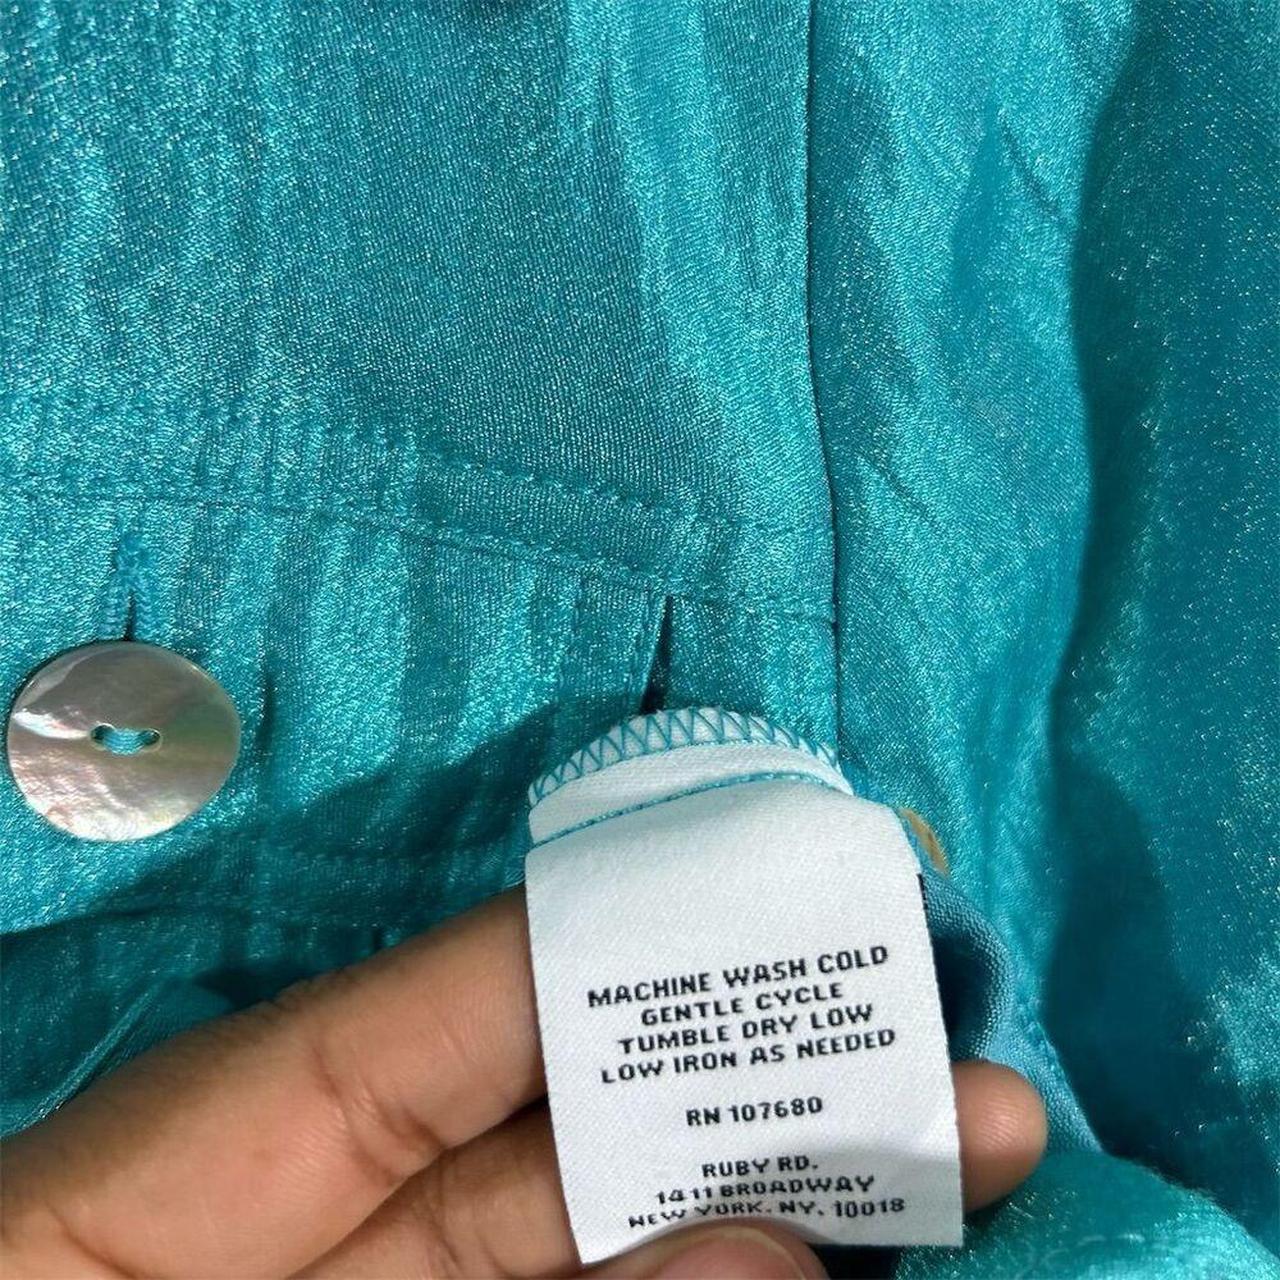 MACHINE WASH COLD
GENTLE CYCLE
TUMBLE DRY LOW
LOW IRON AS NEEDED
RN 107680
RUBY RD.
1411 BROADWAY
NEW YORK. NY. 10018